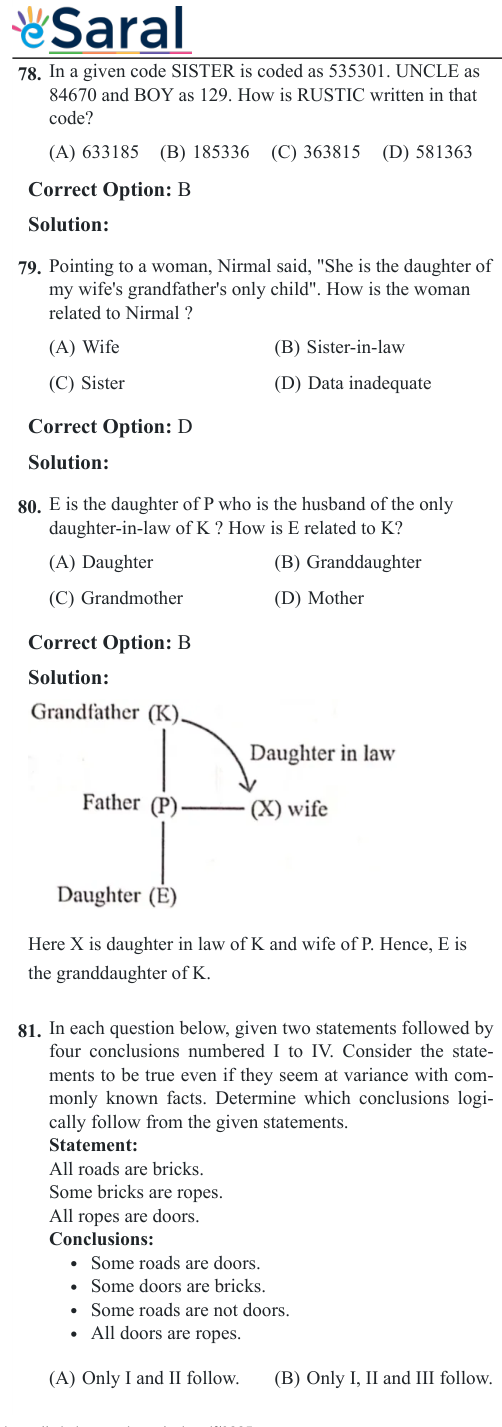 eSaral
78. In a given code SISTER is coded as 535301. UNCLE as
84670 and BOY as 129. How is RUSTIC written in that
code?
(A) 633185 (B) 185336 (C) 363815 (D) 581363
Correct Option: B
Solution:
79. Pointing to a woman, Nirmal said, "She is the daughter of
my wife's grandfather's only child". How is the woman
related to Nirmal ?
(A) Wife (B) Sister-in-law
(C) Sister (D) Data inadequate
Correct Option: D
Solution:
80. E is the daughter of P who is the husband of the only
daughter-in-law of K ? How is E related to K?
(A) Daughter (B) Granddaughter
(C) Grandmother (D) Mother
Correct Option: B
Solution:
Grandfather (K)
Daughter in law
Father (P) (X) wife
Daughter (E)
Here X is daughter in law of K and wife of P. Hence, E is
the granddaughter of K.
81. In each question below, given two statements followed by
four conclusions numbered I to IV. Consider the state-
ments to be true even if they seem at variance with com-
monly known facts. Determine which conclusions logi-
cally follow from the given statements.
Statement:
All roads are bricks.
Some bricks are ropes.
All ropes are doors.
Conclusions:
• Some roads are doors.
• Some doors are bricks.
• Some roads are not doors.
• All doors are ropes.
(A) Only I and II follow. (B) Only I, II and III follow.